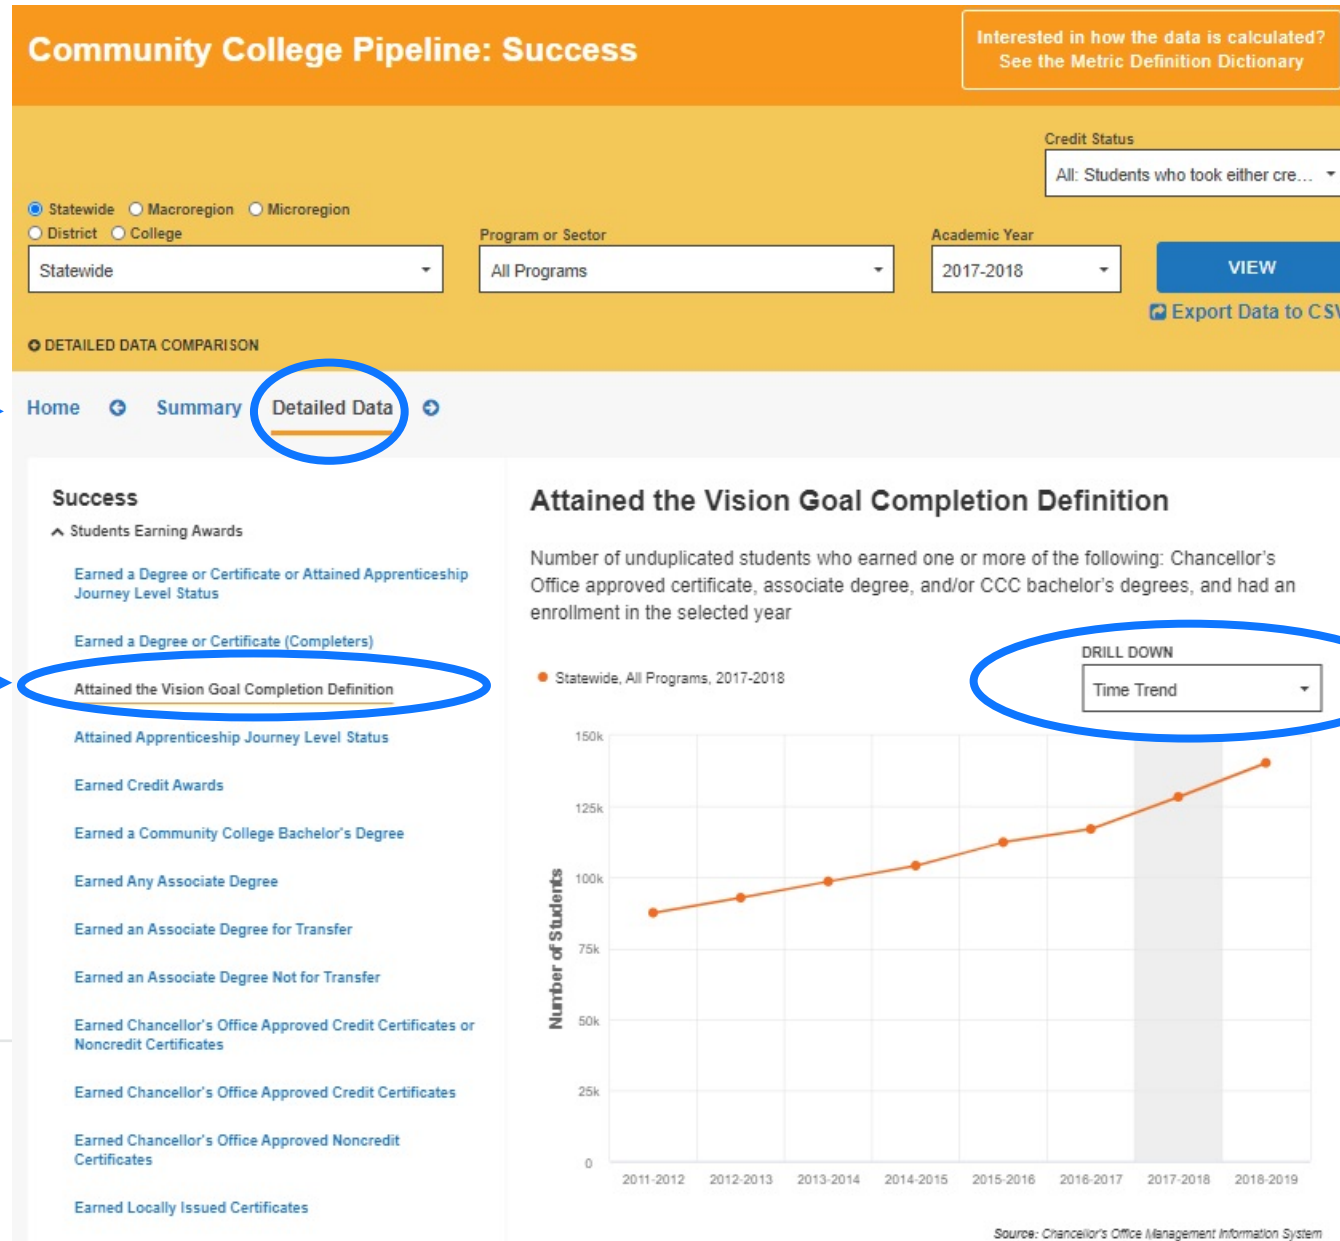 Community College Pipeline: Success
Interested in how the data is calculated?
See the Metric Definition Dictionary
Credit Status
All: Students who took either cre...
Statewide Macroregion Microregion
District College
Statewide
Program or Sector
All Programs
Academic Year
2017-2018
VIEW
Export Data to CSV
DETAILED DATA COMPARISON
Home Summary Detailed Data
Success
Students Earning Awards
Earned a Degree or Certificate or Attained Apprenticeship
Journey Level Status
Earned a Degree or Certificate (Completers)
Attained the Vision Goal Completion Definition
Attained Apprenticeship Journey Level Status
Earned Credit Awards
Earned a Community College Bachelor's Degree
Earned Any Associate Degree
Earned an Associate Degree for Transfer
Earned an Associate Degree Not for Transfer
Earned Chancellor's Office Approved Credit Certificates or
Noncredit Certificates
Earned Chancellor's Office Approved Credit Certificates
Earned Chancellor's Office Approved Noncredit
Certificates
Earned Locally Issued Certificates
Attained the Vision Goal Completion Definition
Number of unduplicated students who earned one or more of the following: Chancellor's
Office approved certificate, associate degree, and/or CCC bachelor's degrees, and had an
enrollment in the selected year
DRILL DOWN
Time Trend
Statewide, All Programs, 2017-2018
150k
125k
100k
75k
50k
25k
0
Number of Students
2011-2012 2012-2013 2013-2014 2014-2015 2015-2016 2016-2017 2017-2018 2018-2019
Source: Chancellor's Office Management Information System